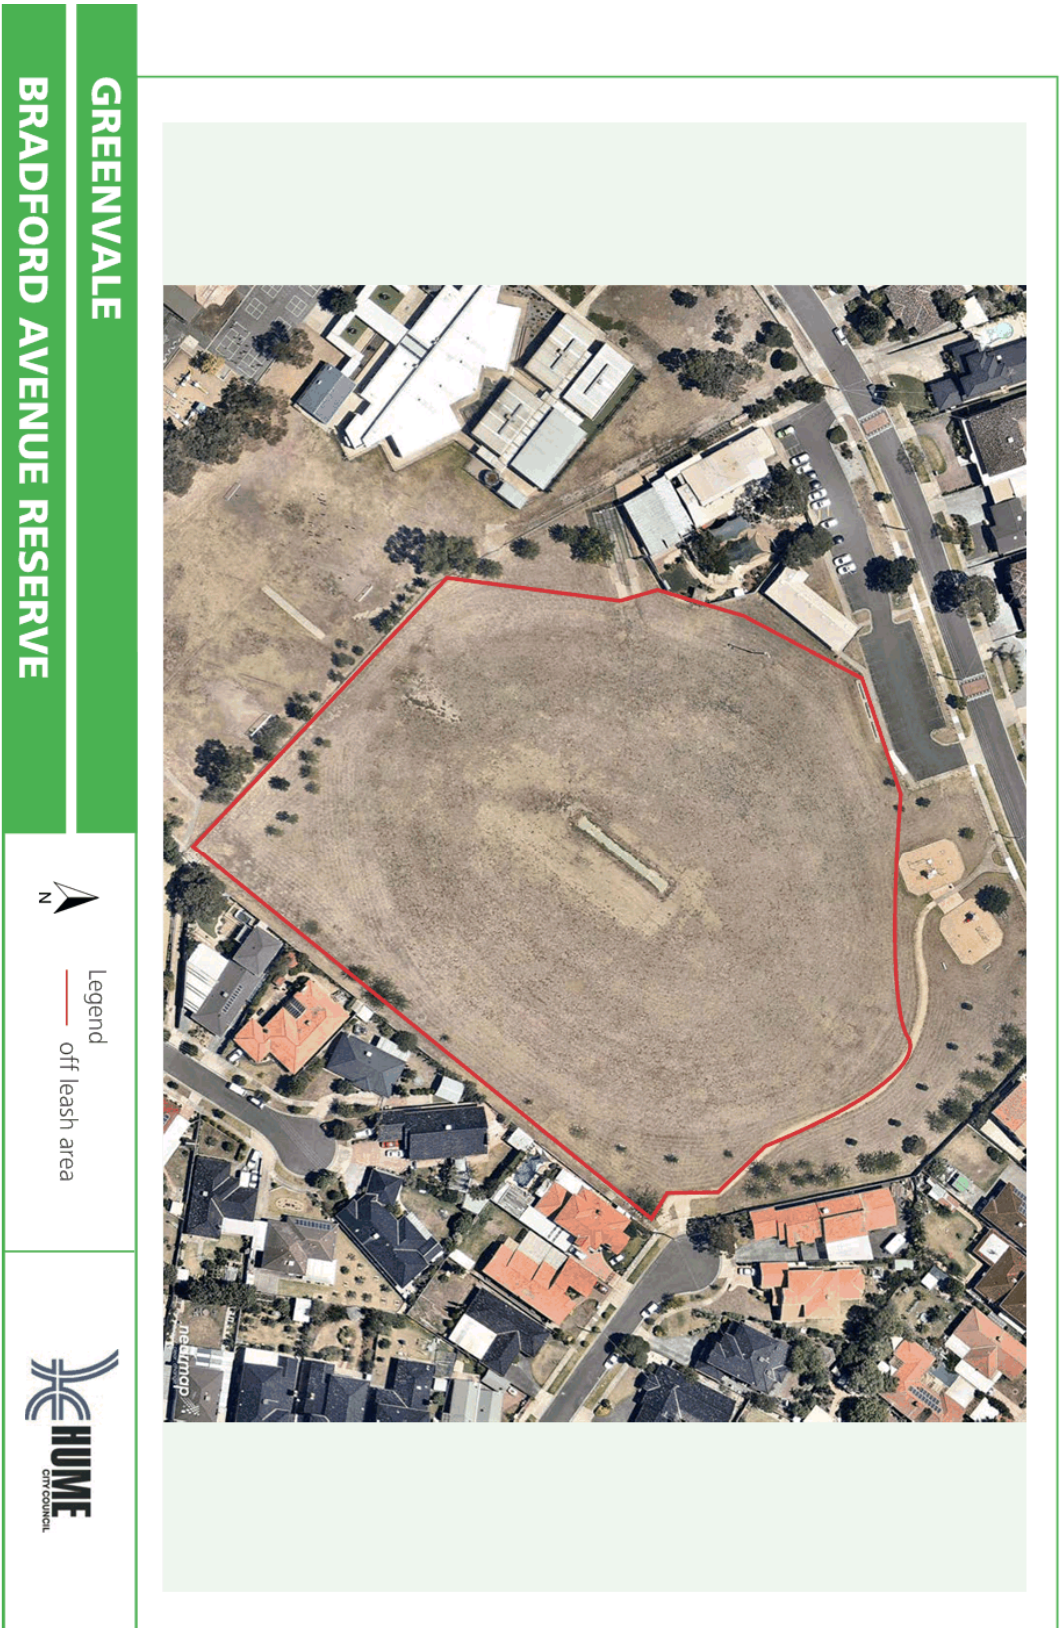 GREENVALE
BRADFORD AVENUE RESERVE
N
Legend
off leash area
HUME
CITY COUNCIL
nearmap